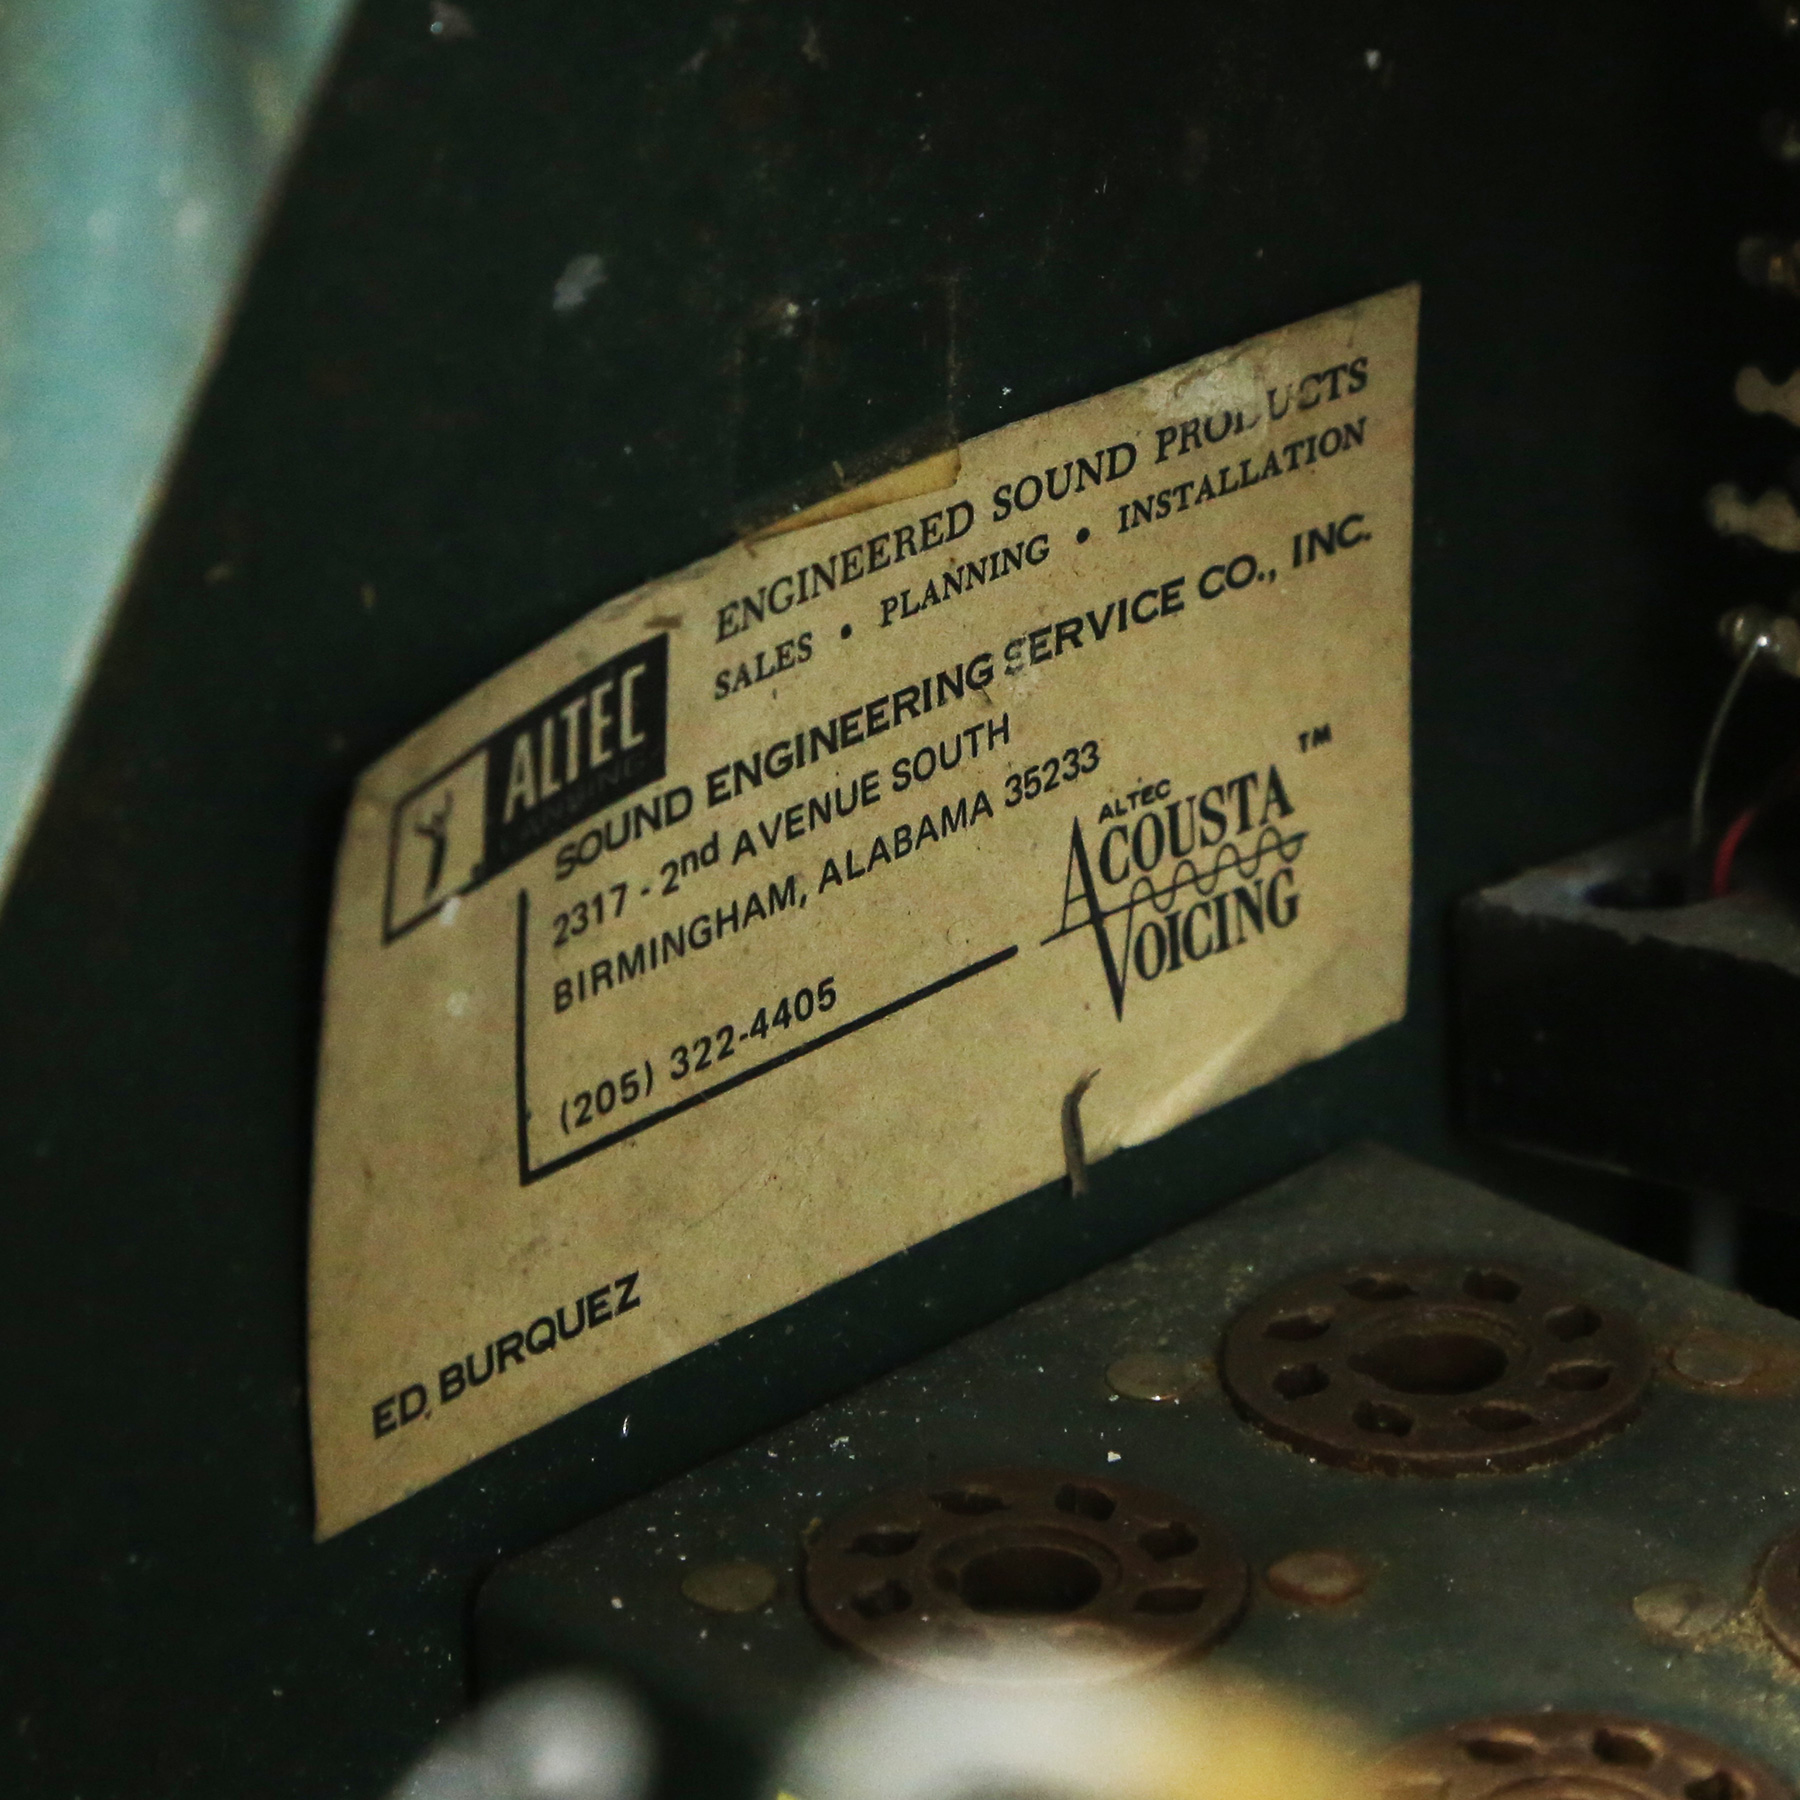 ENGINEERED SOUND PRODUCTS
SALES • PLANNING • INSTALLATION
ALTEC
LANSING
SOUND ENGINEERING SERVICE CO., INC.
2317 - 2nd AVENUE SOUTH
BIRMINGHAM, ALABAMA 35233
(205) 322-4405
ALTEC
ACOUSTA TM
VOICING
ED BURQUEZ